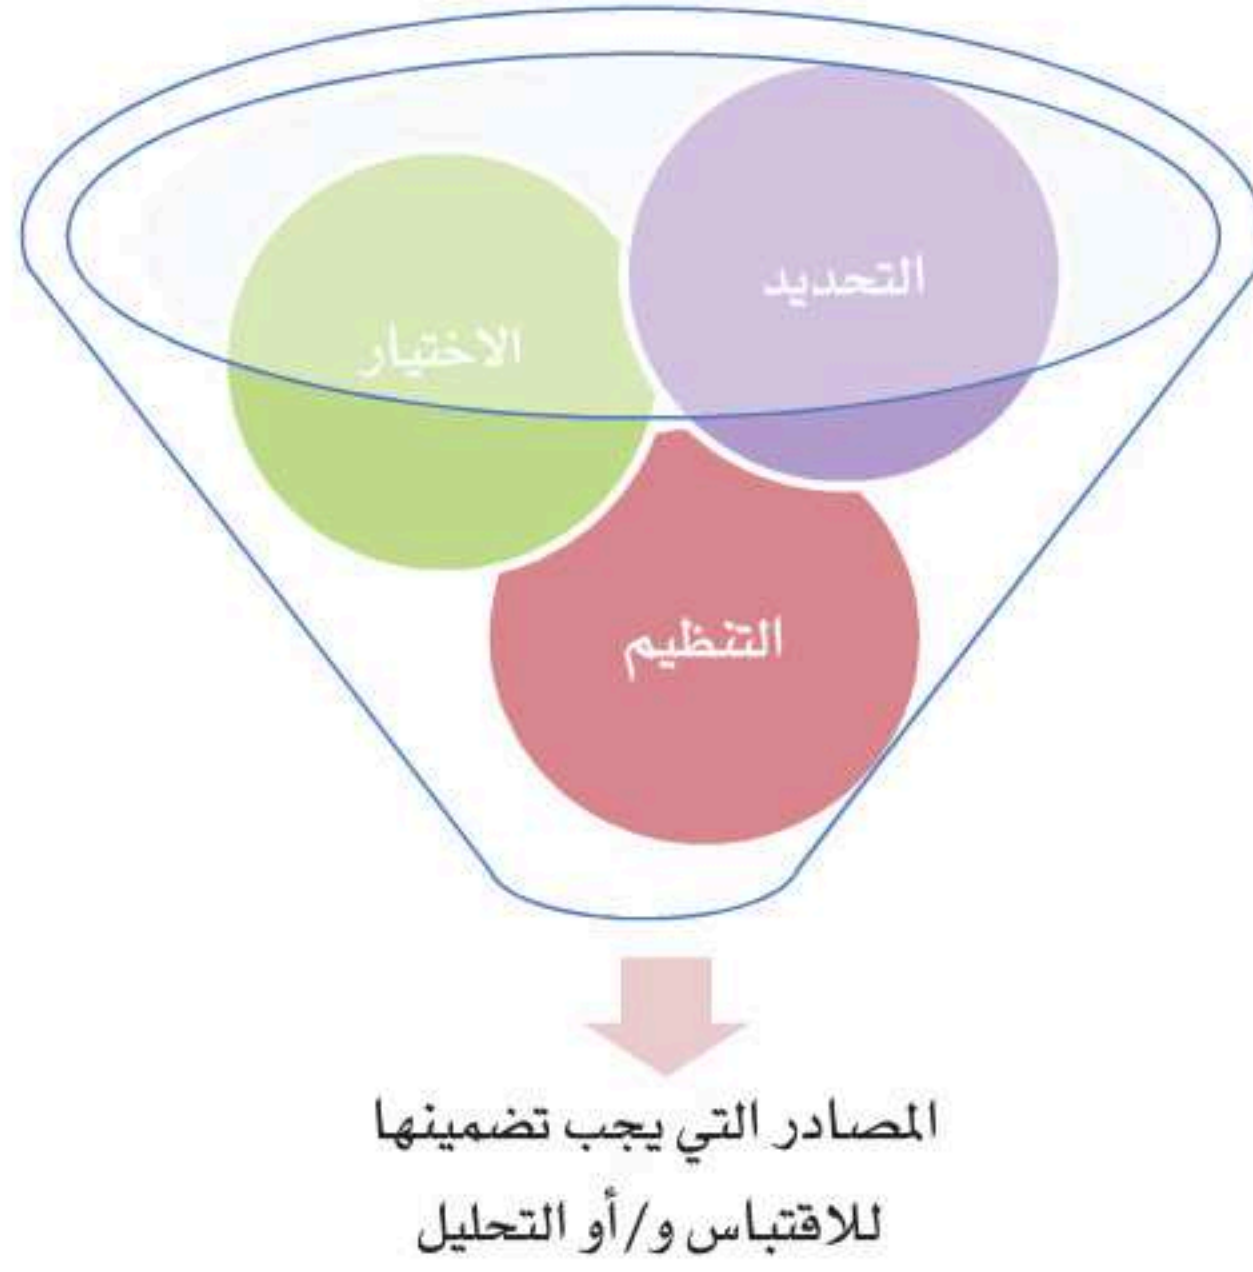 التحديد
الاختيار
التنظيم
المصادر التي يجب تضمينها
للاقتباس و/أو التحليل